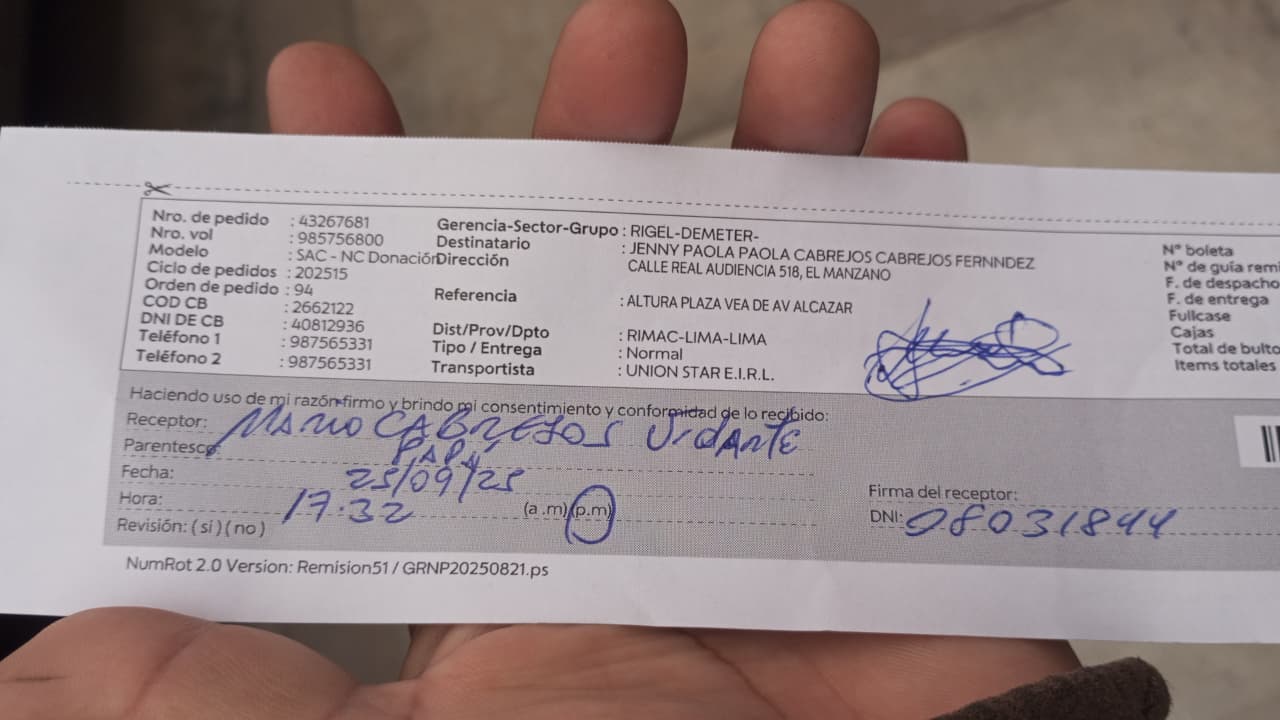 Nro. de pedido : 43267681
Nro. vol : 985756800
Modelo : SAC - NC Donación
Ciclo de pedidos : 202515
Orden de pedido : 94
COD CB : 2662122
DNI DE CB : 40812936
Teléfono 1 : 987565331
Teléfono 2 : 987565331
Gerencia-Sector-Grupo : RIGEL-DEMETER-
Destinatario : JENNY PAOLA PAOLA CABREJOS CABREJOS FERNNDEZ
Dirección CALLE REAL AUDIENCIA 518, EL MANZANO
Referencia : ALTURA PLAZA VEA DE AV ALCAZAR
Dist/Prov/Dpto : RIMAC-LIMA-LIMA
Tipo / Entrega : Normal
Transportista : UNION STAR E.I.R.L.
N° boleta
N° de guía remi
F. de despacho
F. de entrega
Fullcase
Cajas
Total de bulto
Items totales
Haciendo uso de mi razón firmo y brindo mi consentimiento y conformidad de lo recibido:
Receptor: MARIO CABREJOS VIDARTE
Parentesco: PAPÁ
Fecha: 25/09/25
Hora: 17.32 (a .m) (p.m)
Revisión: ( si ) ( no )
Firma del receptor:
DNI: 08031844
NumRot 2.0 Version: Remision51 / GRNP20250821.ps